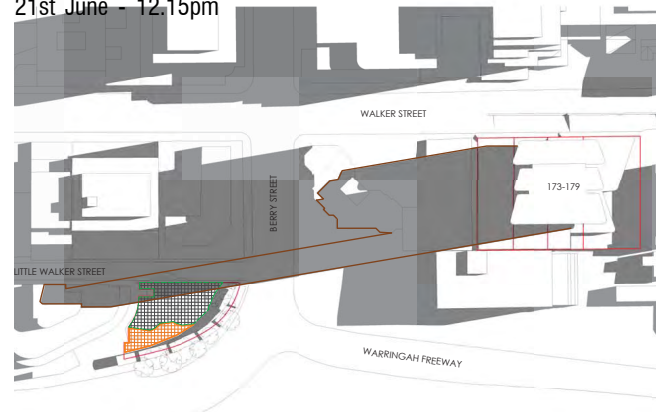 21st June - 12.15pm
WALKER STREET
173-179
BERRY STREET
LITTLE WALKER STREET
WARRINGAH FREEWAY